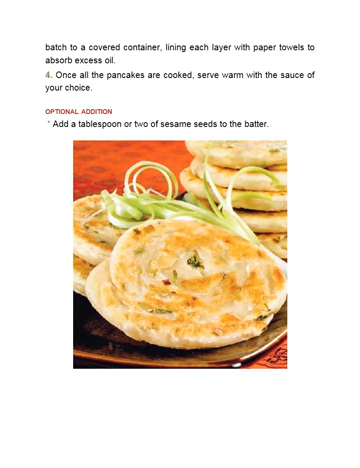 batch to a covered container, lining each layer with paper towels to
absorb excess oil.
4. Once all the pancakes are cooked, serve warm with the sauce of
your choice.
OPTIONAL ADDITION
* Add a tablespoon or two of sesame seeds to the batter.